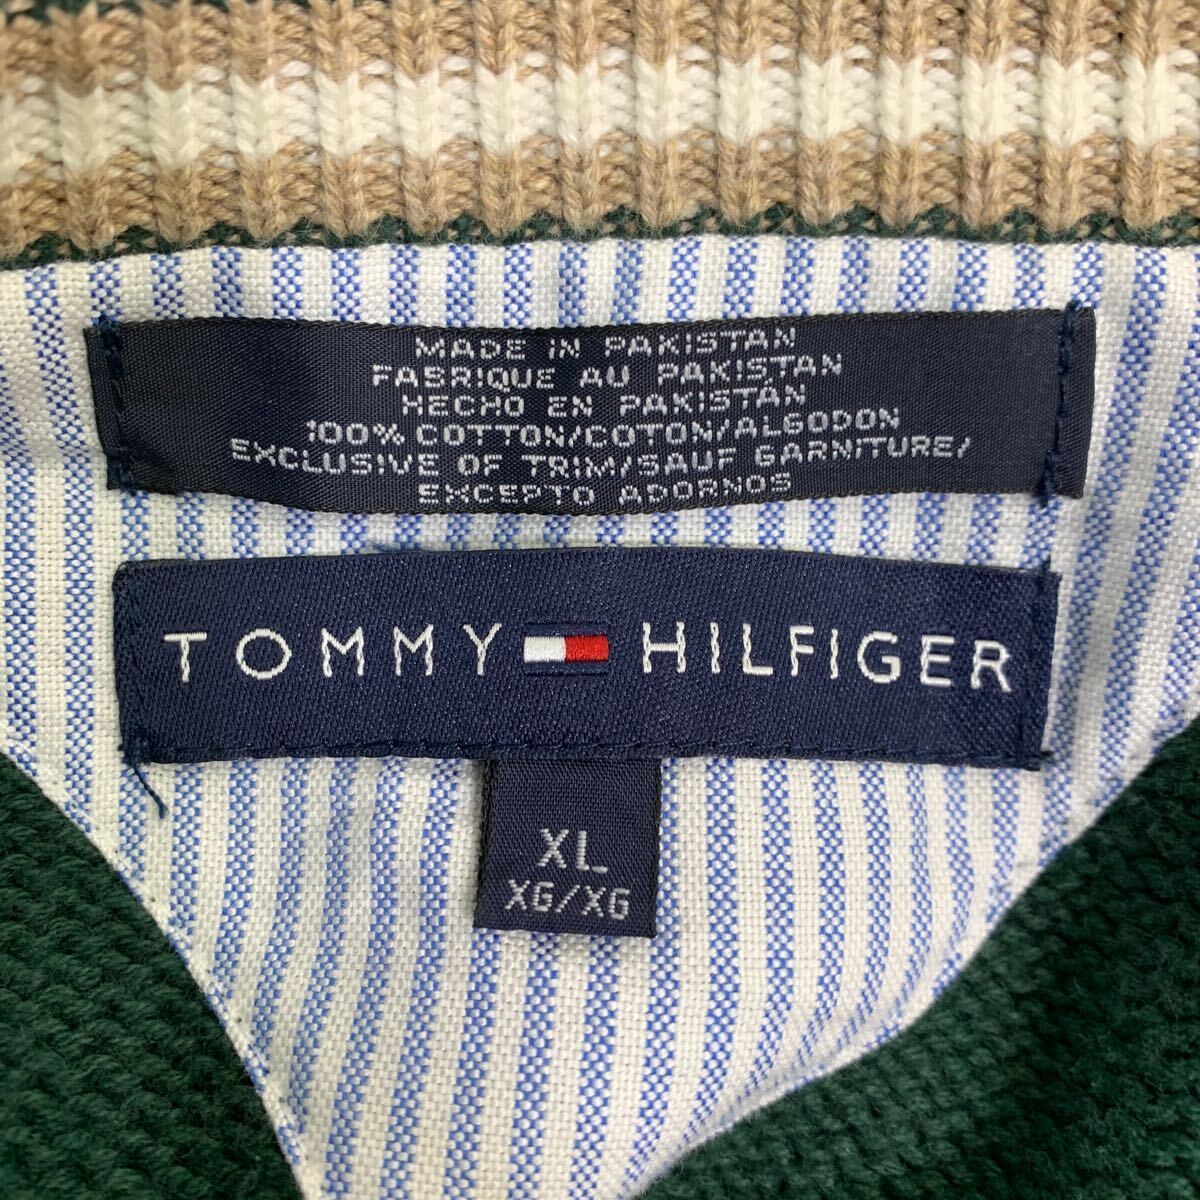 MADE IN PAKISTAN
FABRIQUE AU PAKISTAN
HECHO EN PAKISTAN
100% COTTON/COTON/ALGODON
EXCLUSIVE OF TRIM/SAUF GARNITURE/
EXCEPTO ADORNOS
TOMMY HILFIGER
XL
XG/XG